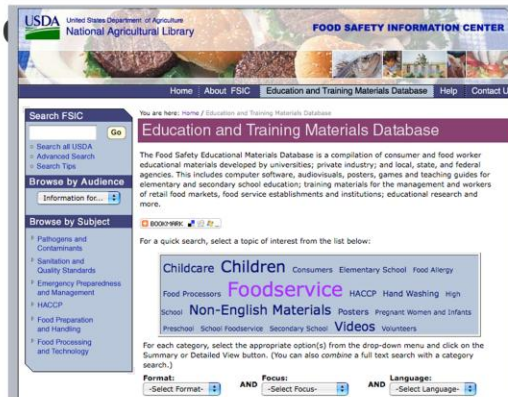 USDA
United States Department of Agriculture
National Agricultural Library
FOOD SAFETY INFORMATION CENTER
Home About FSIC Education and Training Materials Database Help Contact U
Search FSIC
Go
Search all USDA
Advanced Search
Search Tips
Browse by Audience
Information for...
Browse by Subject
Pathogens and
Contaminants
Sanitation and
Quality Standards
Emergency Preparedness
and Management
HACCP
Food Preparation
and Handling
Food Processing
and Technology
You are here: Home / Education and Training Materials Database
Education and Training Materials Database
The Food Safety Educational Materials Database is a compilation of consumer and food worker
educational materials developed by universities; private industry; and local, state, and federal
agencies. This includes computer software, audiovisuals, posters, games and teaching guides for
elementary and secondary school education; training materials for the management and workers
of retail food markets, food service establishments and institutions; educational research and
more.
BOOKMARK
For a quick search, select a topic of interest from the list below:
Childcare Children Consumers Elementary School Food Allergy
Food Processors Foodservice HACCP Hand Washing High
School Non-English Materials Posters Pregnant Women and Infants
Preschool School Foodservice Secondary School Videos Volunteers
For each category, select the appropriate option(s) from the drop-down menu and click on the
Summary or Detailed View button. (You can also combine a full text search with a category
search.)
Format: Focus: Language:
-Select Format- AND -Select Focus- AND -Select Language-